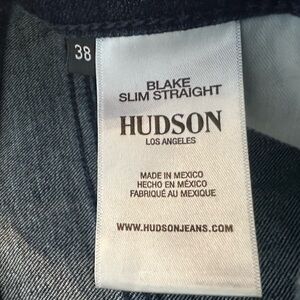 38
BLAKE
SLIM STRAIGHT
HUDSON
LOS ANGELES
MADE IN MEXICO
HECHO EN MÉXICO
FABRIQUÉ AU MEXIQUE
WWW.HUDSONJEANS.COM